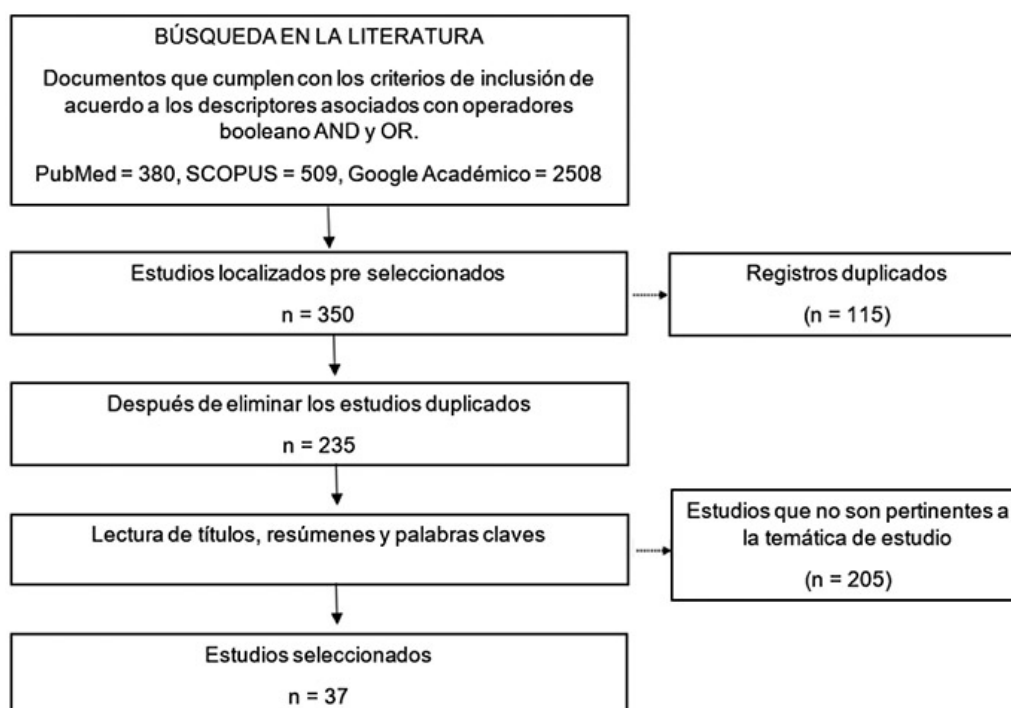 BÚSQUEDA EN LA LITERATURA
Documentos que cumplen con los criterios de inclusión de
acuerdo a los descriptores asociados con operadores
booleano AND y OR.
PubMed = 380, SCOPUS = 509, Google Académico = 2508
Estudios localizados pre seleccionados
n = 350
Registros duplicados
(n = 115)
Después de eliminar los estudios duplicados
n = 235
Lectura de títulos, resúmenes y palabras claves
Estudios que no son pertinentes a
la temática de estudio
(n = 205)
Estudios seleccionados
n = 37